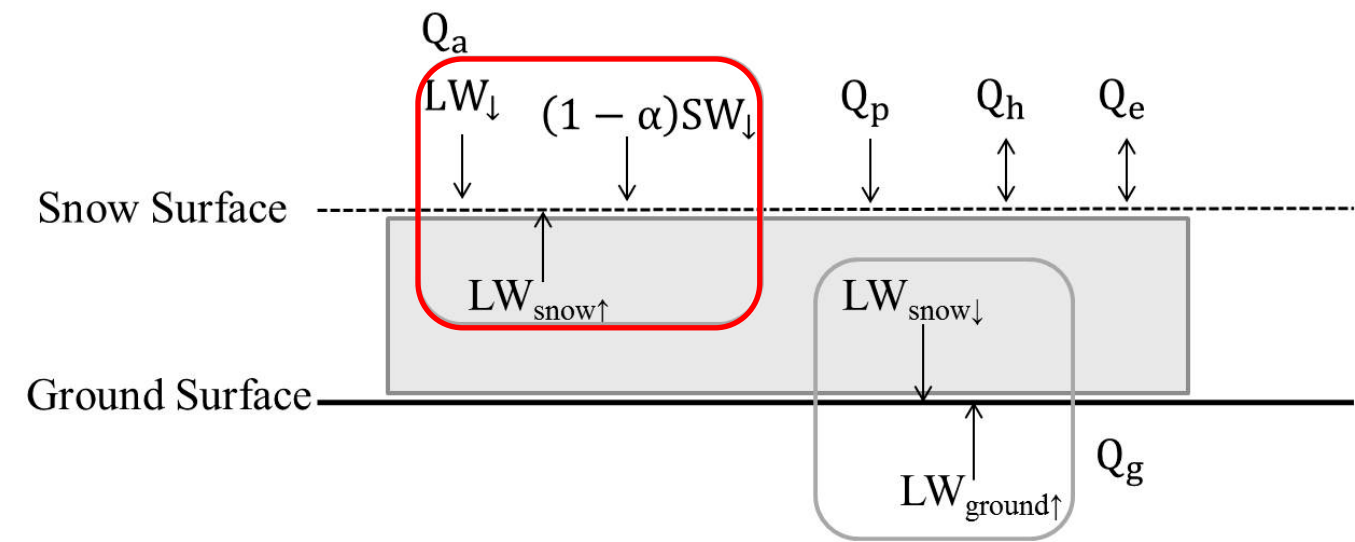 Qa
LW↓
(1 − α)SW↓
Qp
Qh
Qe
Snow Surface
LWsnow↑
LWsnow↓
Ground Surface
Qg
LWground↑